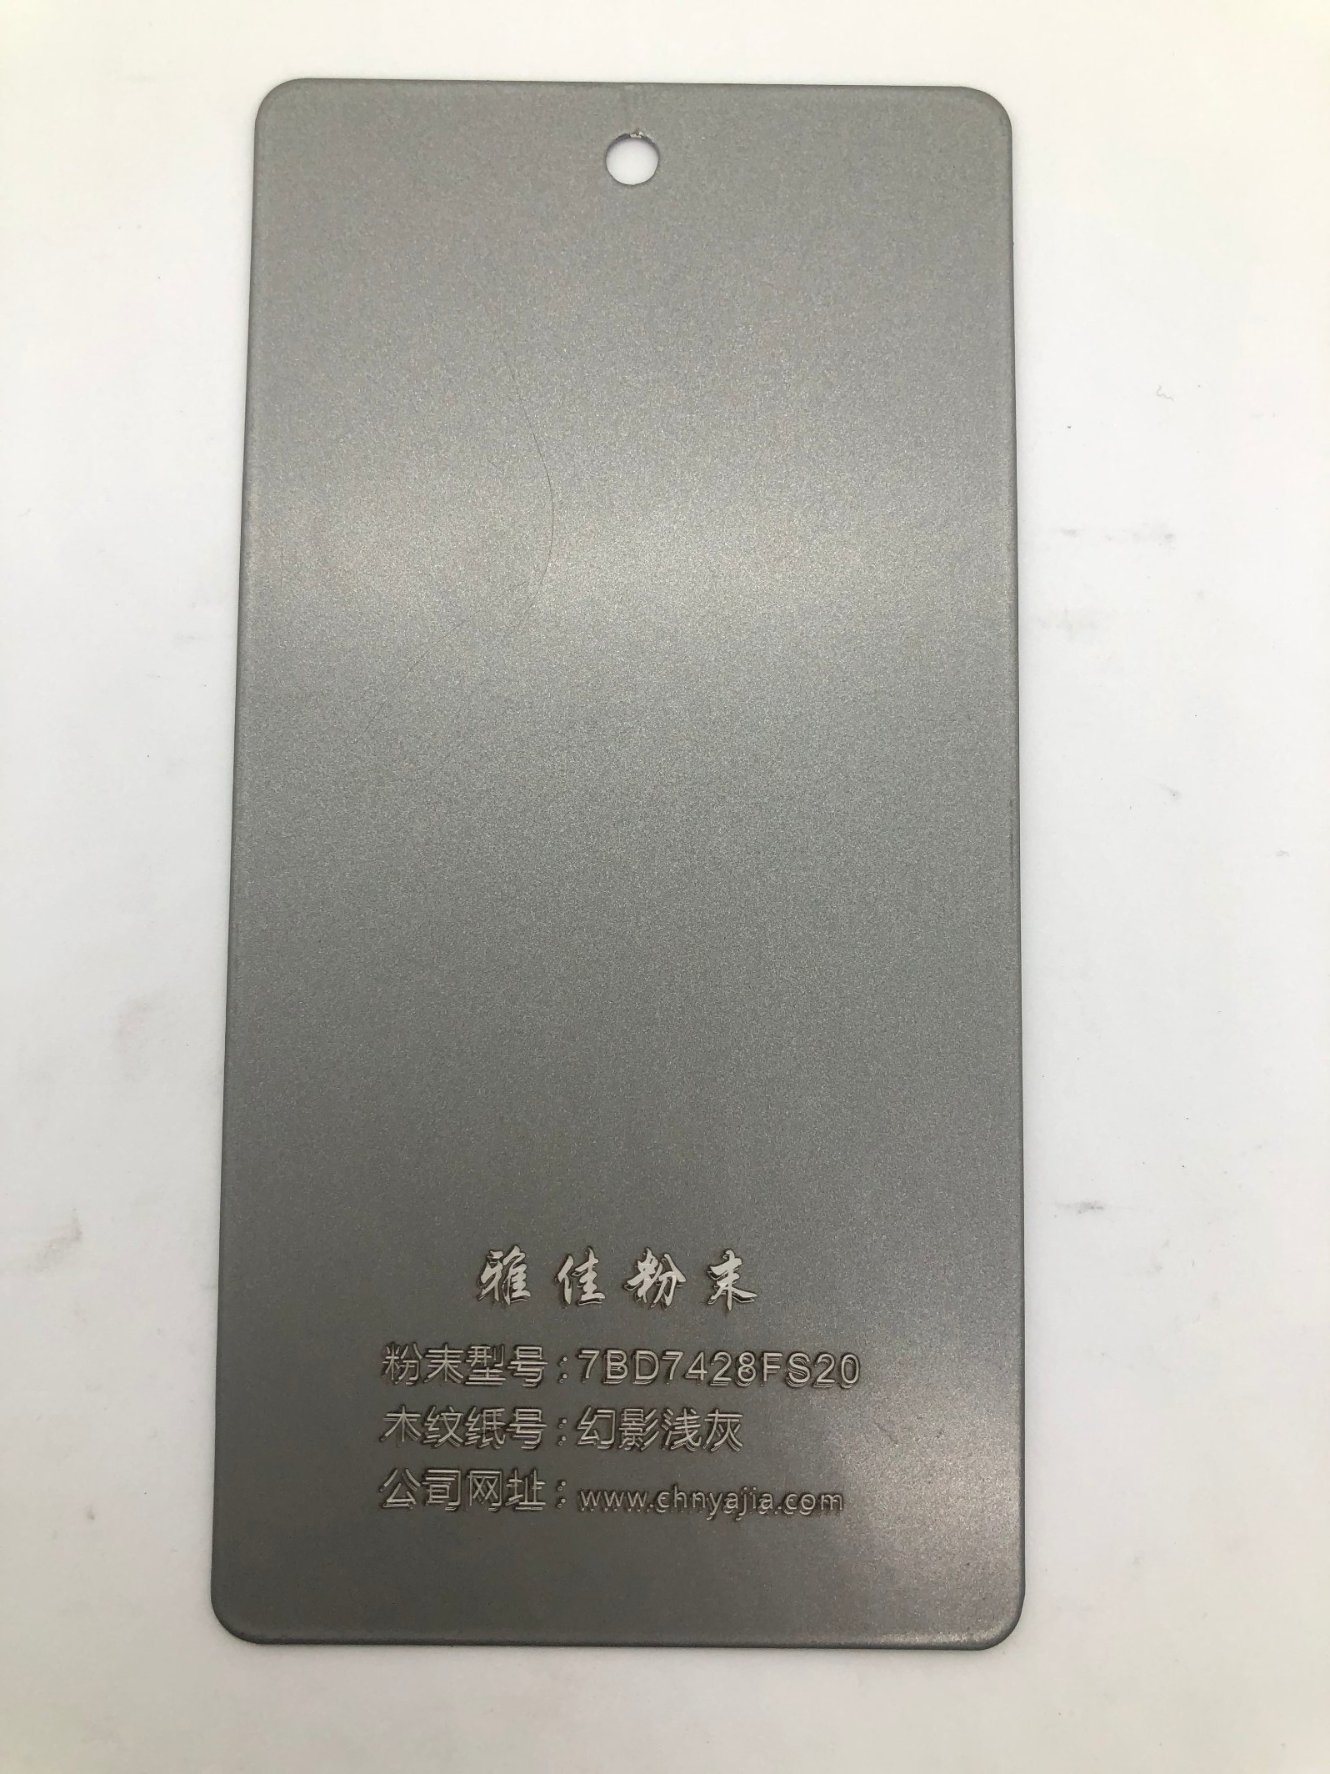 雅佳粉末
粉末型号:7BD7428FS20
木纹纸号:幻影浅灰
公司网址:www.chnyajia.com